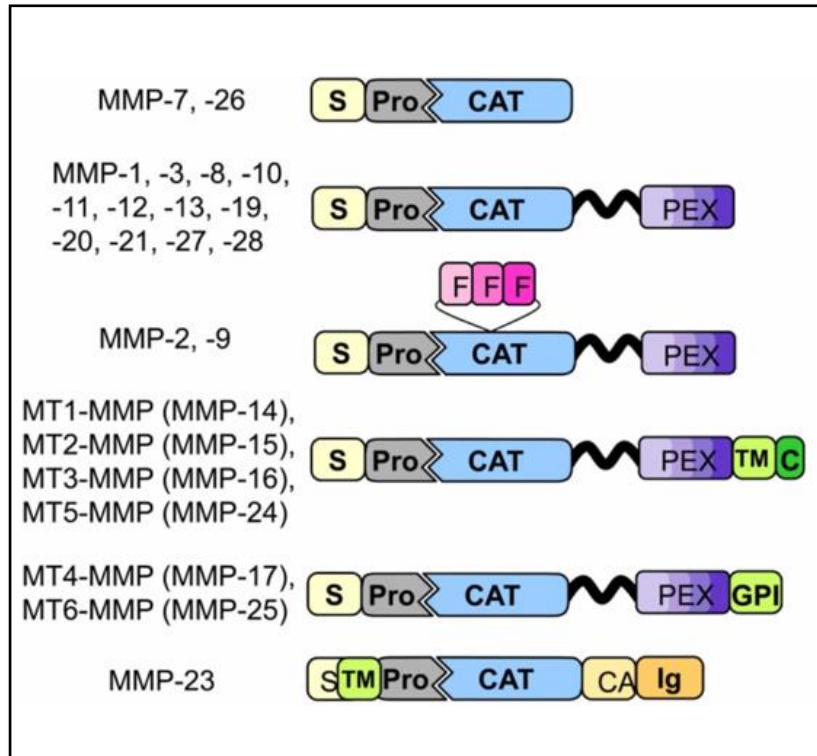 MMP-7, -26
S Pro CAT
MMP-1, -3, -8, -10,
-11, -12, -13, -19,
-20, -21, -27, -28
S Pro CAT PEX
F F F
MMP-2, -9
S Pro CAT PEX
MT1-MMP (MMP-14),
MT2-MMP (MMP-15),
MT3-MMP (MMP-16),
MT5-MMP (MMP-24)
S Pro CAT PEX TM C
MT4-MMP (MMP-17),
MT6-MMP (MMP-25)
S Pro CAT PEX GPI
MMP-23
S TM Pro CAT CA Ig